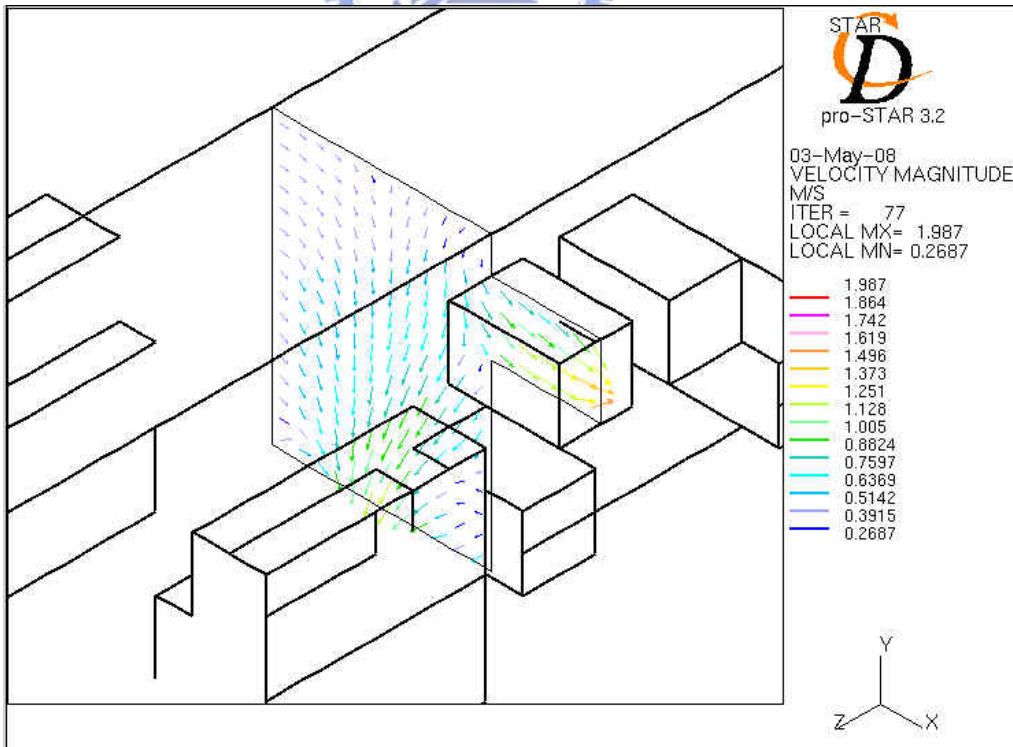 STAR
CD
pro-STAR 3.2
03-May-08
VELOCITY MAGNITUDE
M/S
ITER = 77
LOCAL MX= 1.987
LOCAL MN= 0.2687
1.987
1.864
1.742
1.619
1.496
1.373
1.251
1.128
1.005
0.8824
0.7597
0.6369
0.5142
0.3915
0.2687
Y
Z
X